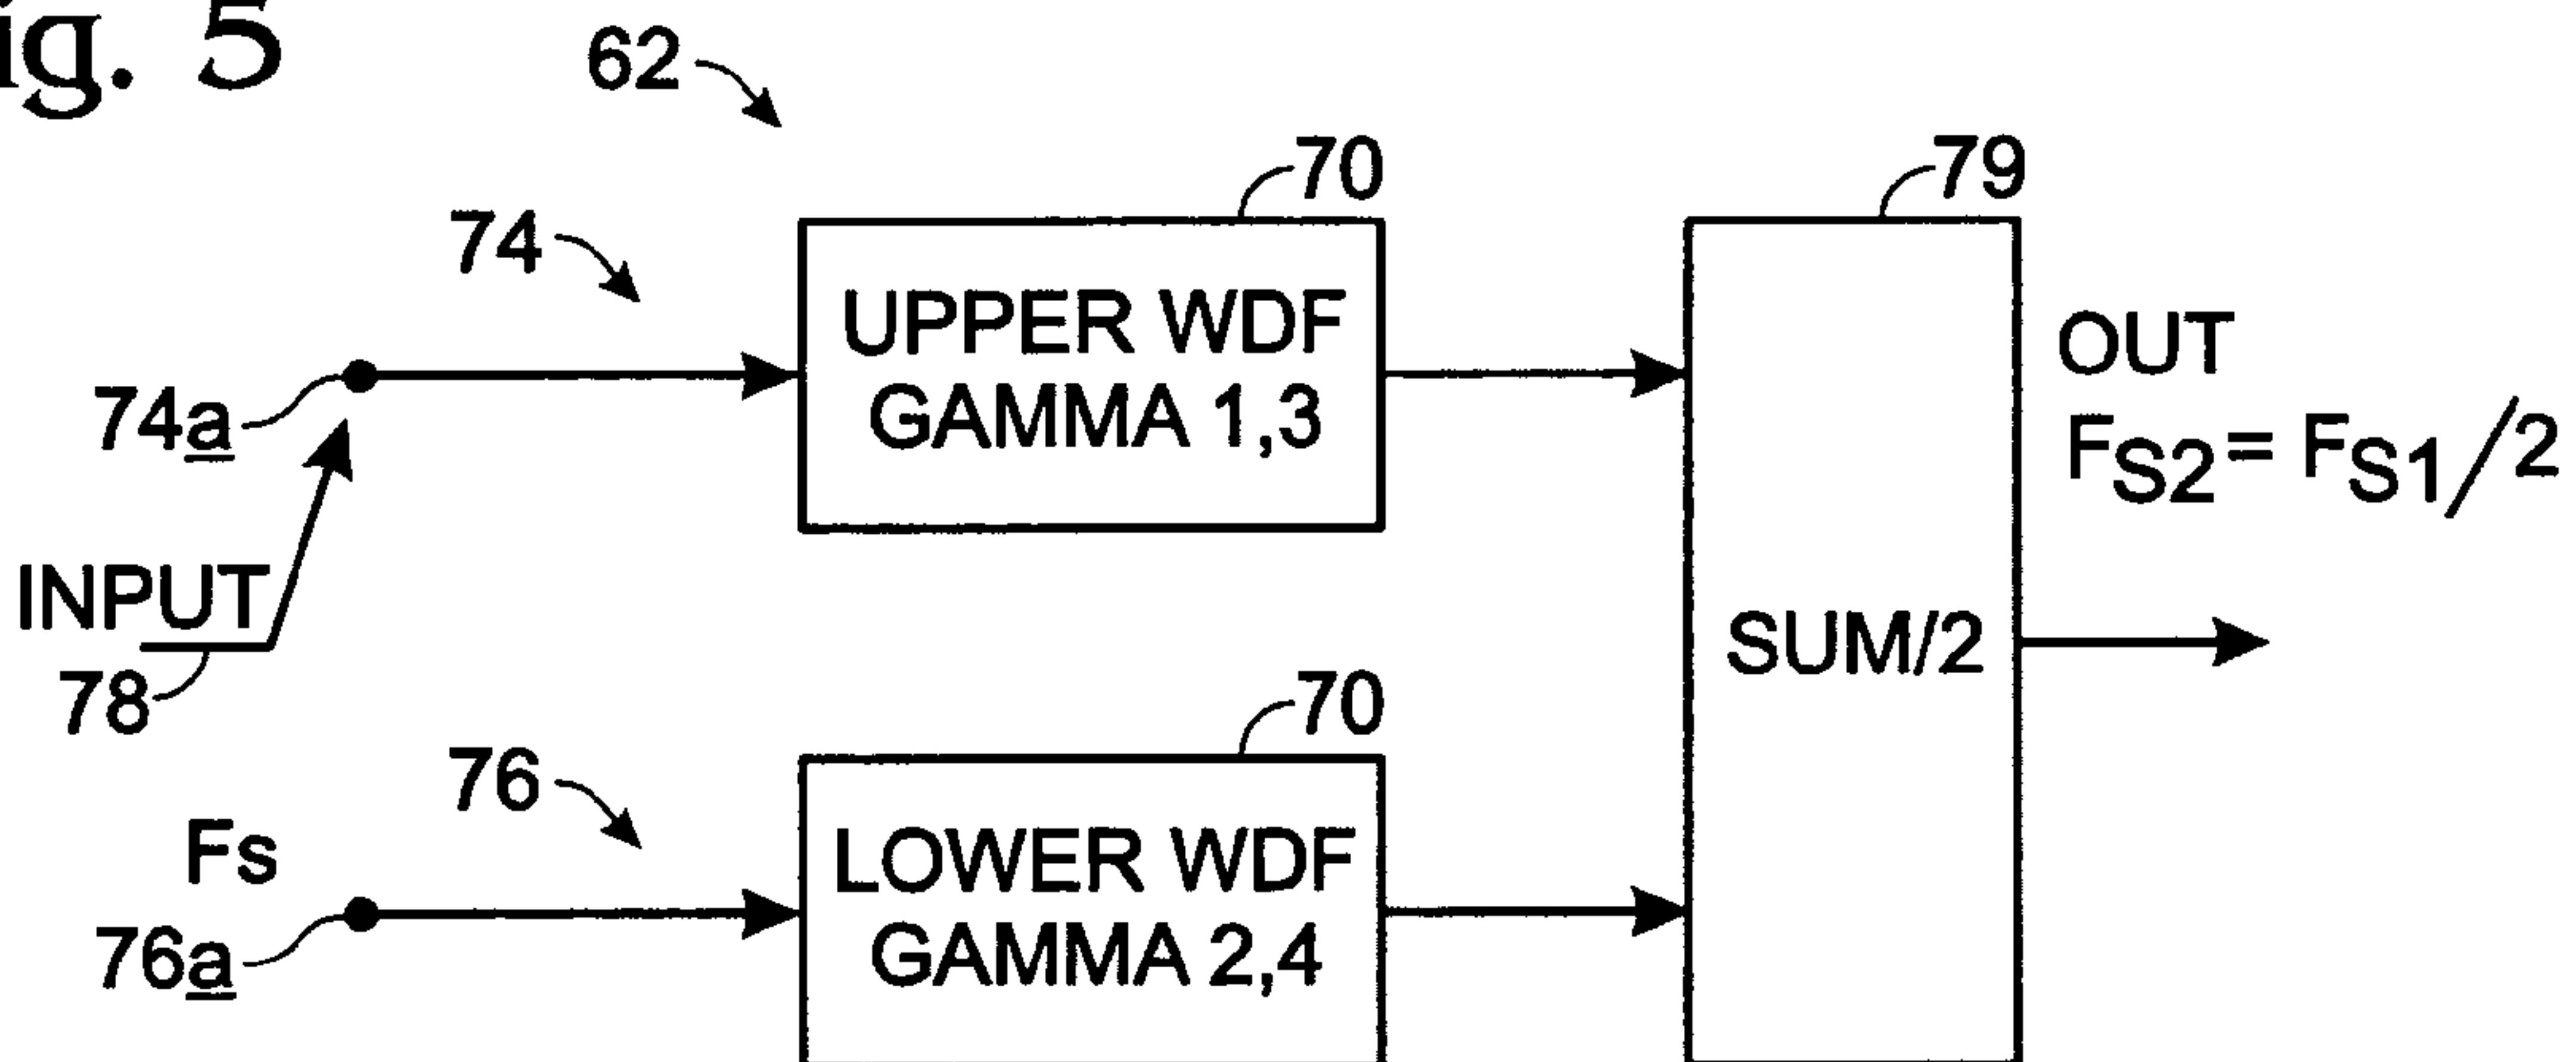 ig. 5
62
70
79
74
UPPER WDF
GAMMA 1,3
OUT
FS2 = FS1/2
74a
INPUT
78
SUM/2
70
76
Fs
LOWER WDF
GAMMA 2,4
76a